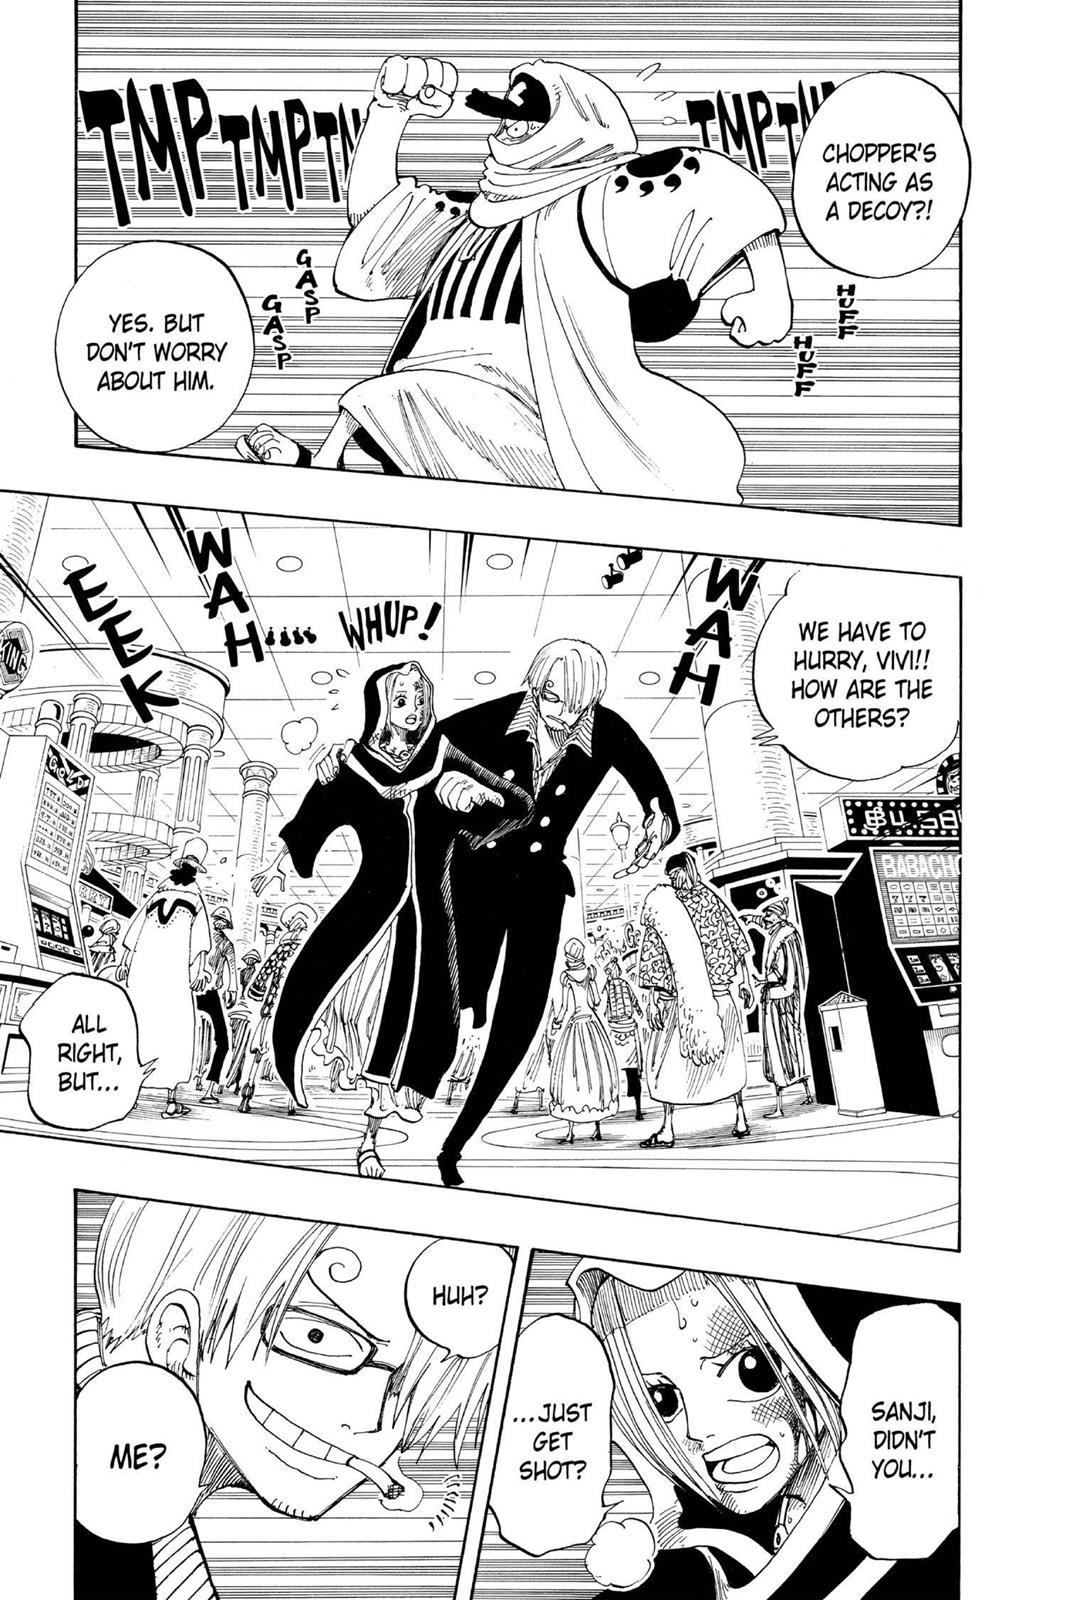 CHOPPER'S
ACTING AS
A DECOY?!
TMP
TMP
TMP
TMP
TMP
HUFF
HUFF
GASP
GASP
YES. BUT
DON'T WORRY
ABOUT HIM.
WE HAVE TO
HURRY, VIVI!!
HOW ARE THE
OTHERS?
WAH
WHUP!
WAH
EEK
GOLD
BABACHO
ALL
RIGHT,
BUT...
SANJI,
DIDN'T
YOU...
...JUST
GET
SHOT?
HUH?
ME?